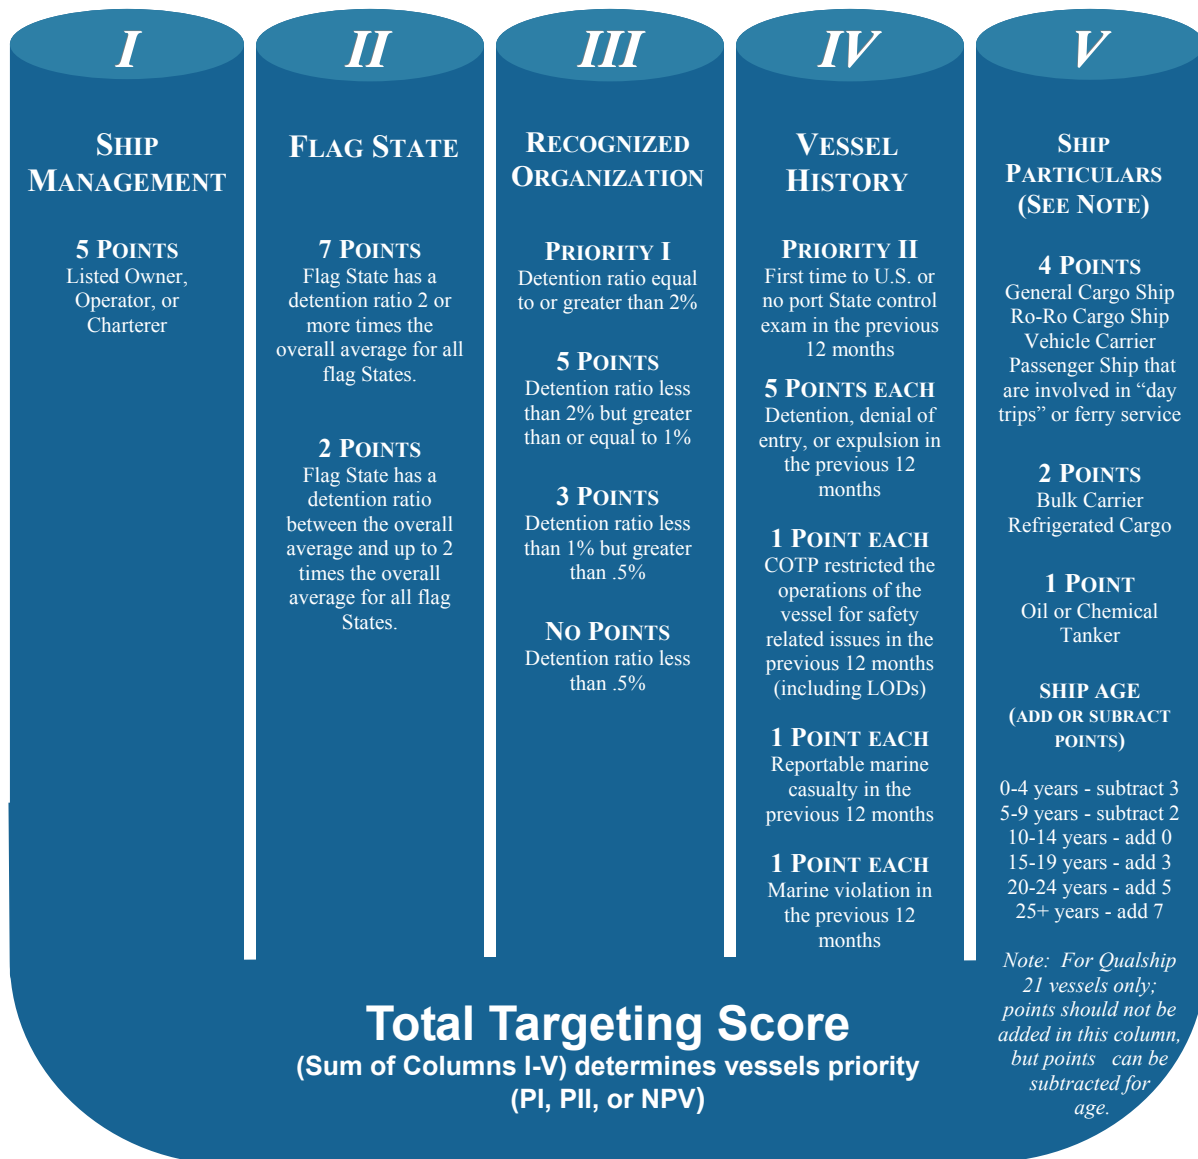 I
SHIP
MANAGEMENT
5 POINTS
Listed Owner,
Operator, or
Charterer
II
FLAG STATE
7 POINTS
Flag State has a
detention ratio 2 or
more times the
overall average for all
flag States.
2 POINTS
Flag State has a
detention ratio
between the overall
average and up to 2
times the overall
average for all flag
States.
III
RECOGNIZED
ORGANIZATION
PRIORITY I
Detention ratio equal
to or greater than 2%
5 POINTS
Detention ratio less
than 2% but greater
than or equal to 1%
3 POINTS
Detention ratio less
than 1% but greater
than .5%
NO POINTS
Detention ratio less
than .5%
IV
VESSEL
HISTORY
PRIORITY II
First time to U.S. or
no port State control
exam in the previous
12 months
5 POINTS EACH
Detention, denial of
entry, or expulsion in
the previous 12
months
1 POINT EACH
COTP restricted the
operations of the
vessel for safety
related issues in the
previous 12 months
(including LODs)
1 POINT EACH
Reportable marine
casualty in the
previous 12 months
1 POINT EACH
Marine violation in
the previous 12
months
V
SHIP
PARTICULARS
(SEE NOTE)
4 POINTS
General Cargo Ship
Ro-Ro Cargo Ship
Vehicle Carrier
Passenger Ship that
are involved in “day
trips” or ferry service
2 POINTS
Bulk Carrier
Refrigerated Cargo
1 POINT
Oil or Chemical
Tanker
SHIP AGE
(ADD OR SUBRACT
POINTS)
0-4 years - subtract 3
5-9 years - subtract 2
10-14 years - add 0
15-19 years - add 3
20-24 years - add 5
25+ years - add 7
Note: For Qualship
21 vessels only;
points should not be
added in this column,
but points can be
subtracted for
age.
Total Targeting Score
(Sum of Columns I-V) determines vessels priority
(PI, PII, or NPV)